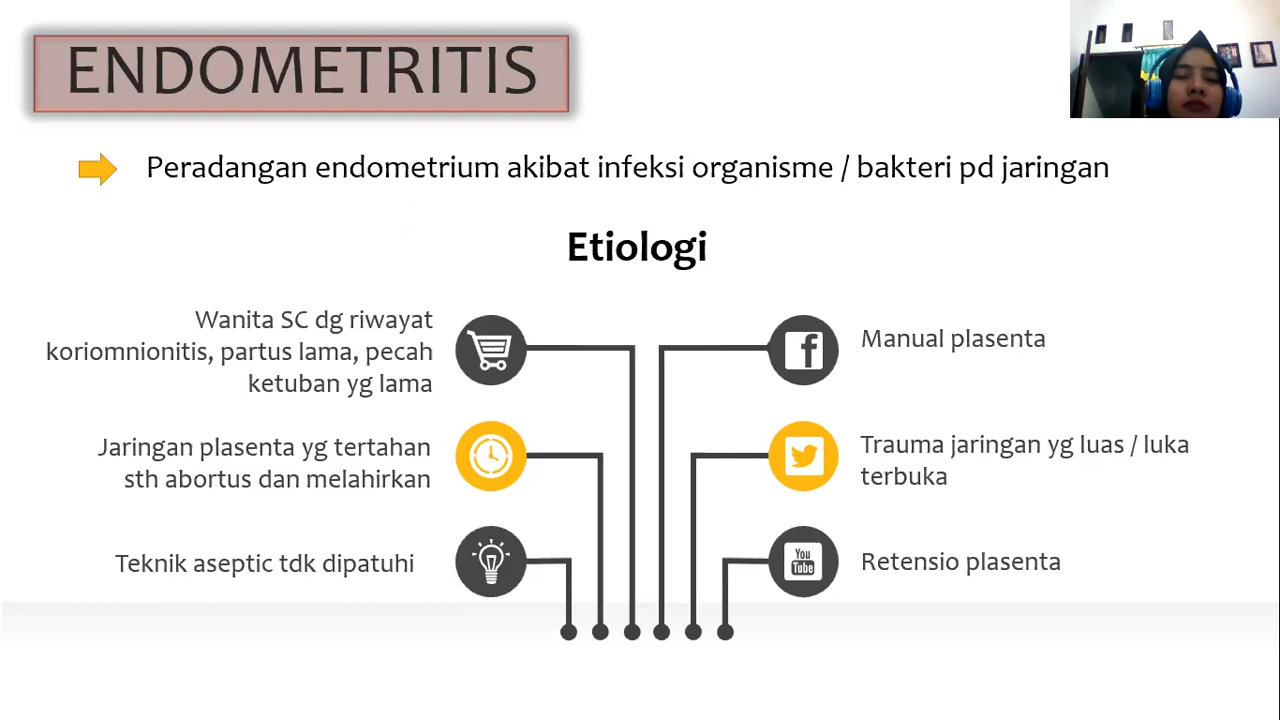 ENDOMETRITIS
Peradangan endometrium akibat infeksi organisme / bakteri pd jaringan
Etiologi
Wanita SC dg riwayat
koriomnionitis, partus lama, pecah
ketuban yg lama
Jaringan plasenta yg tertahan
sth abortus dan melahirkan
Teknik aseptic tdk dipatuhi
Manual plasenta
Trauma jaringan yg luas / luka
terbuka
You
Tube
Retensio plasenta